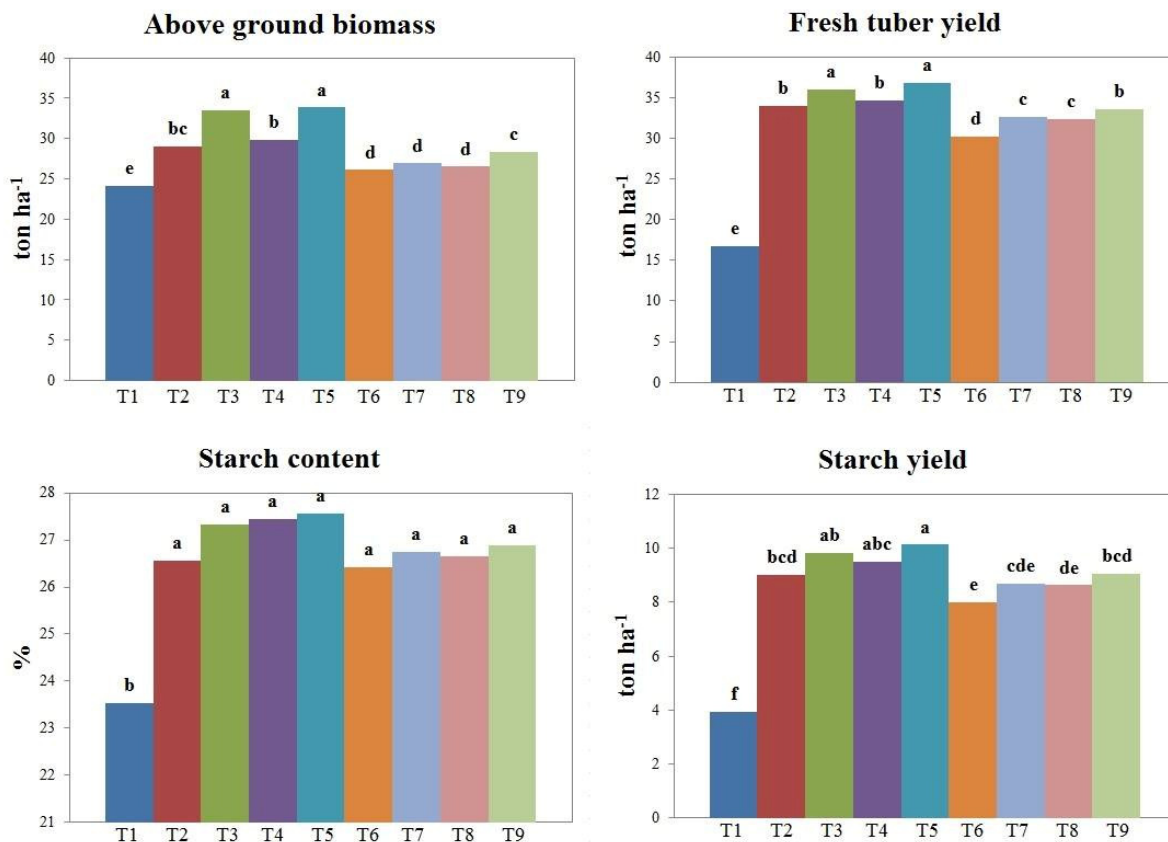 Above ground biomass
ton ha⁻¹
40
35
30
25
20
15
10
5
0
e
bc
a
b
a
d
d
d
c
T1 T2 T3 T4 T5 T6 T7 T8 T9
Fresh tuber yield
ton ha⁻¹
40
35
30
25
20
15
10
5
0
e
b
a
b
a
d
c
c
b
T1 T2 T3 T4 T5 T6 T7 T8 T9
Starch content
%
28
27
26
25
24
23
22
21
b
a
a
a
a
a
a
a
a
T1 T2 T3 T4 T5 T6 T7 T8 T9
Starch yield
ton ha⁻¹
12
10
8
6
4
2
0
f
bcd
ab
abc
a
e
cde
de
bcd
T1 T2 T3 T4 T5 T6 T7 T8 T9